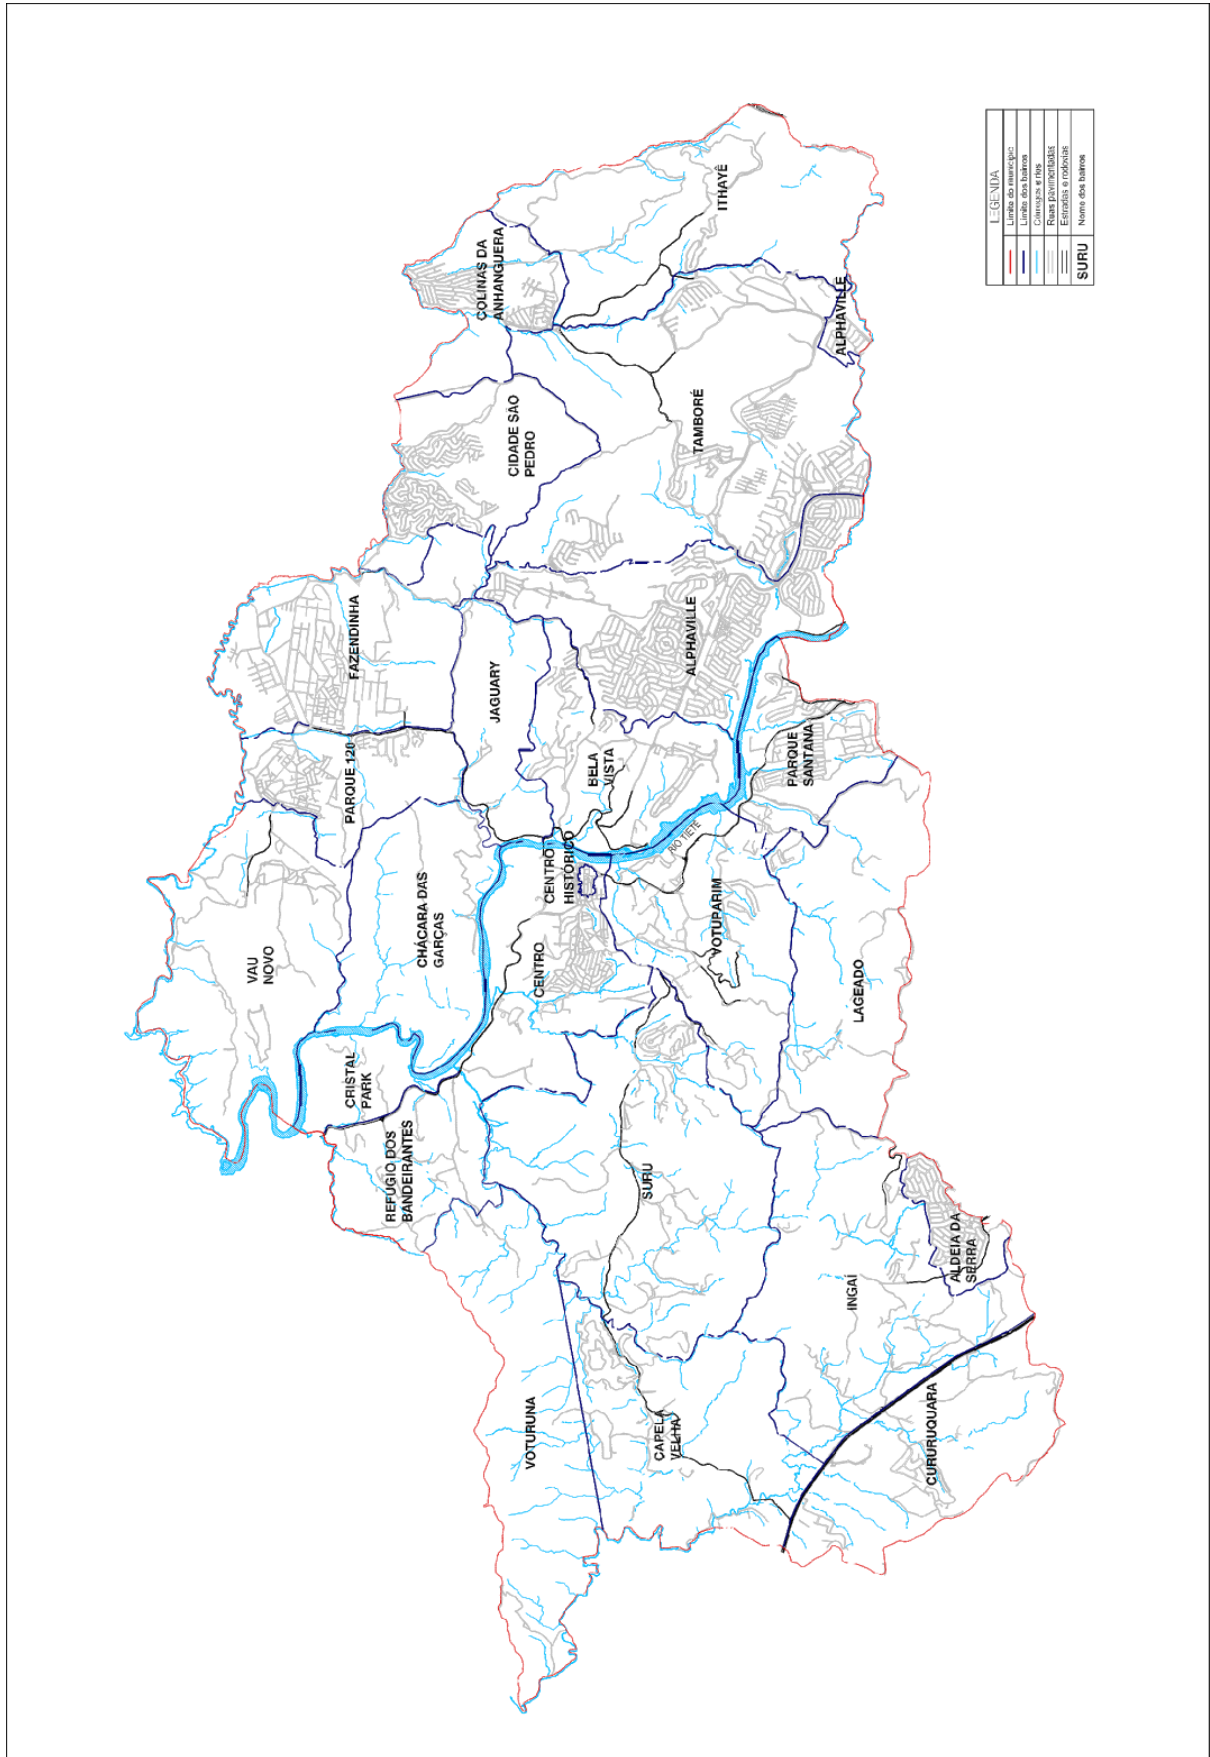 LEGENDA
Limite do município
Limite dos bairros
Córregos e rios
Ruas pavimentadas
Estradas e rodovias
SURU
Nome dos bairros
ITHAYÊ
COLINAS DA
ANHANGUERA
ALPHAVILLE
TAMBORÉ
CIDADE SÃO
PEDRO
FAZENDINHA
JAGUARY
ALPHAVILLE
PARQUE 120
BELA
VISTA
PARQUE
SANTANA
RIO TIETÊ
CENTRO
HISTÓRICO
CHÁCARA DAS
GARÇAS
VOTUPARIM
VAU
NOVO
CENTRO
LAGEADO
CRISTAL
PARK
REFÚGIO DOS
BANDEIRANTES
SURU
ALDEIA DA
SERRA
INGAÍ
VOTURUNA
CAPELA
VELHA
CURURUQUARA